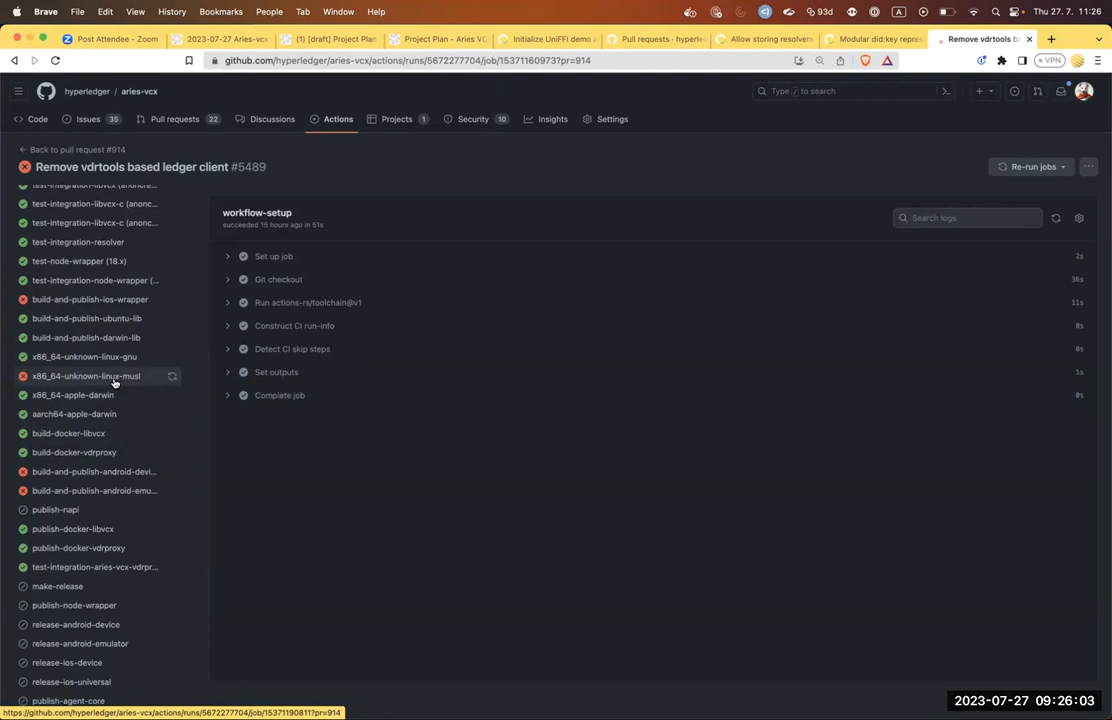 Brave File Edit View History Bookmarks People Tab Window Help
93d A Thu 27. 7. 11:26
Post Attendee - Zoom
2023-07-27 Aries-vcx
(1) [draft] Project Plan
Project Plan - Aries VC
Initialize UniFFI demo a
Pull requests · hyperle
Allow storing resolvers
Modular did:key repres
Remove vdrtools bas
github.com/hyperledger/aries-vcx/actions/runs/5672277704/job/15371160973?pr=914
VPN
hyperledger / aries-vcx
Type / to search
Code
Issues 35
Pull requests 22
Discussions
Actions
Projects 1
Security 10
Insights
Settings
Back to pull request #914
Remove vdrtools based ledger client #5489
Re-run jobs
test-integration-libvcx (anoncre...
test-integration-libvcx-c (anonc...
test-integration-libvcx-c (anonc...
test-integration-resolver
test-node-wrapper (18.x)
test-integration-node-wrapper (...
build-and-publish-ios-wrapper
build-and-publish-ubuntu-lib
build-and-publish-darwin-lib
x86_64-unknown-linux-gnu
x86_64-unknown-linux-musl
x86_64-apple-darwin
aarch64-apple-darwin
build-docker-libvcx
build-docker-vdrproxy
build-and-publish-android-devi...
build-and-publish-android-emu...
publish-napi
publish-docker-libvcx
publish-docker-vdrproxy
test-integration-aries-vcx-vdrpr...
make-release
publish-node-wrapper
release-android-device
release-android-emulator
release-ios-device
release-ios-universal
publish-agent-core
workflow-setup
succeeded 15 hours ago in 51s
Search logs
Set up job 2s
Git checkout 36s
Run actions-rs/toolchain@v1 11s
Construct CI run-info 0s
Detect CI skip steps 0s
Set outputs 1s
Complete job 0s
https://github.com/hyperledger/aries-vcx/actions/runs/5672277704/job/15371190811?pr=914
2023-07-27 09:26:03